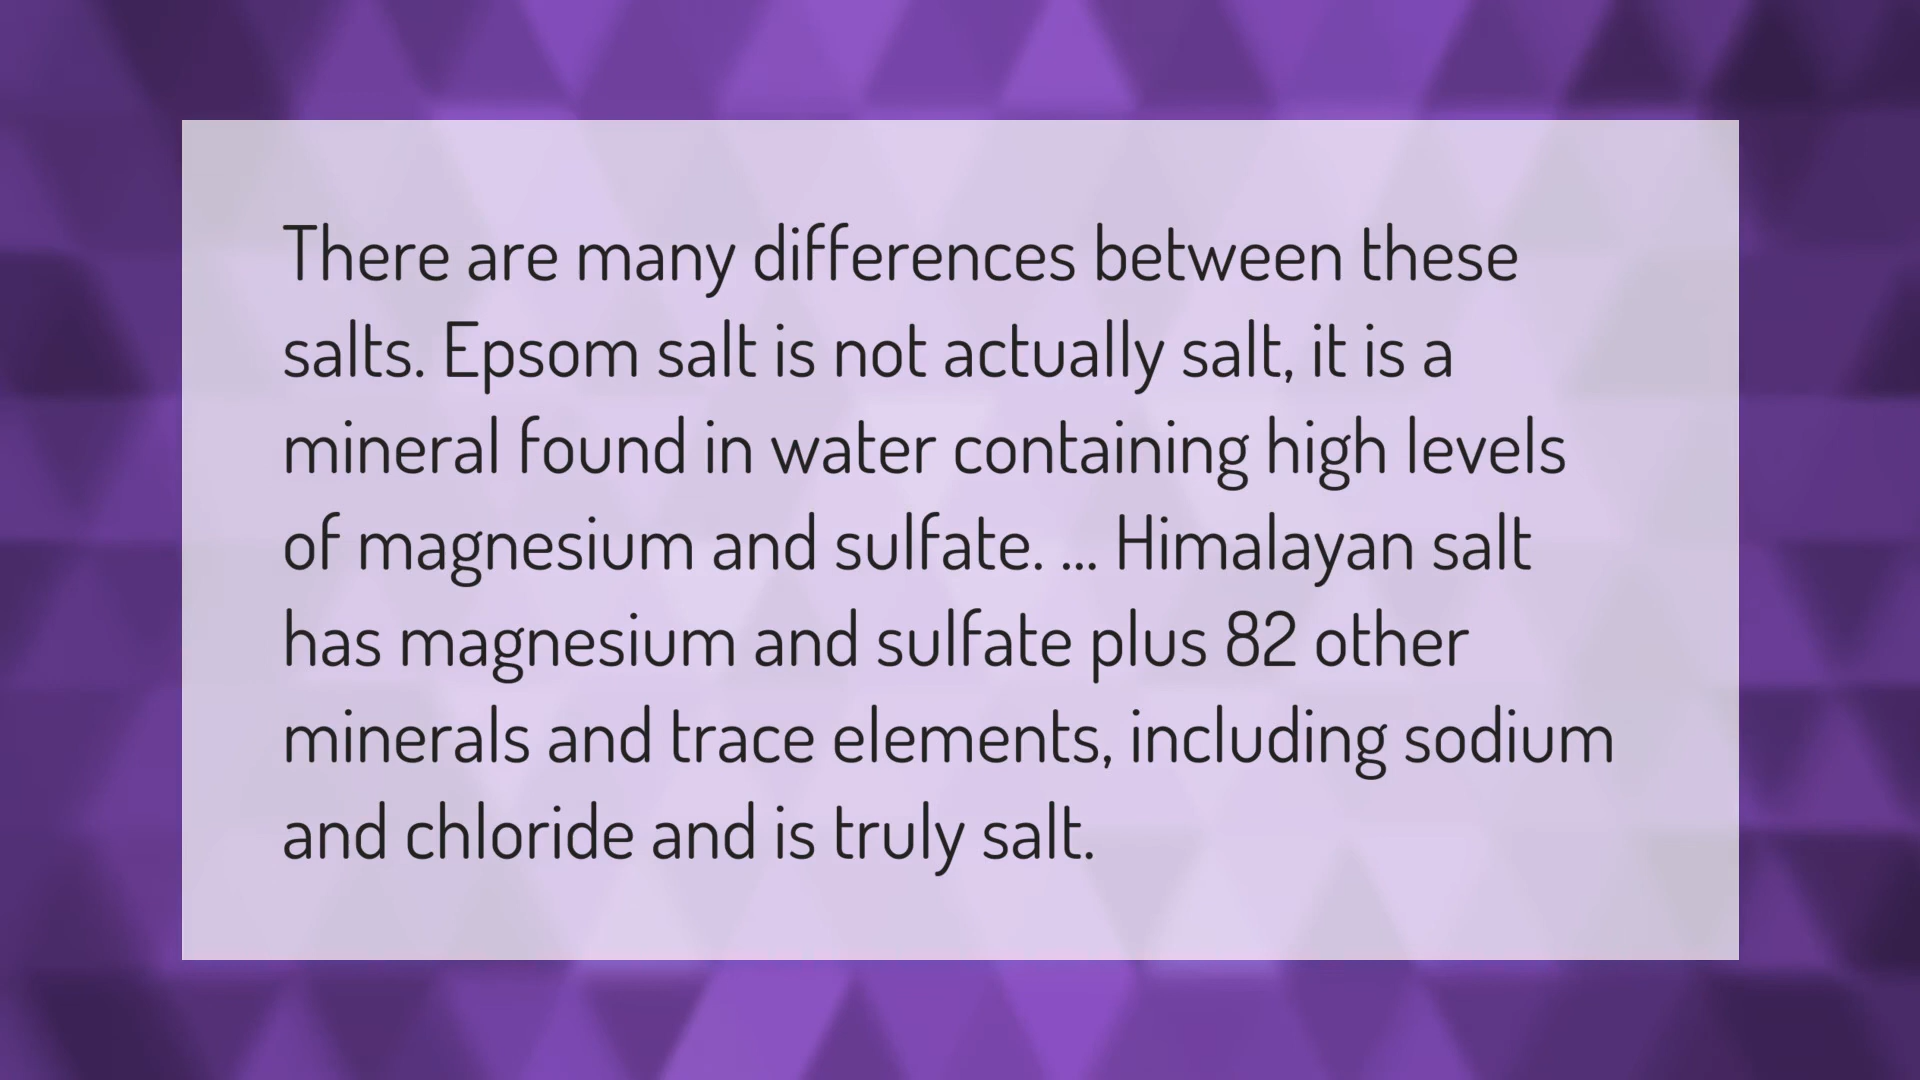 There are many differences between these
salts. Epsom salt is not actually salt, it is a
mineral found in water containing high levels
of magnesium and sulfate. ... Himalayan salt
has magnesium and sulfate plus 82 other
minerals and trace elements, including sodium
and chloride and is truly salt.